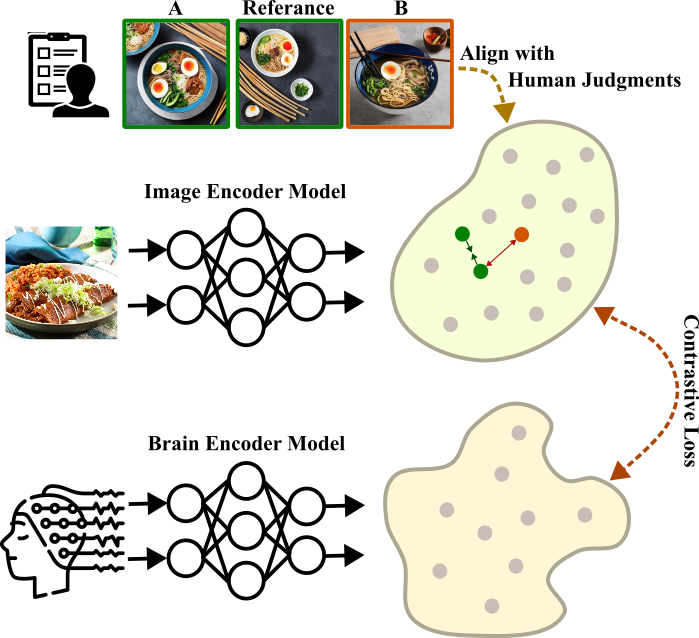 A
Referance
B
Align with
Human Judgments
Image Encoder Model
Contrastive Loss
Brain Encoder Model